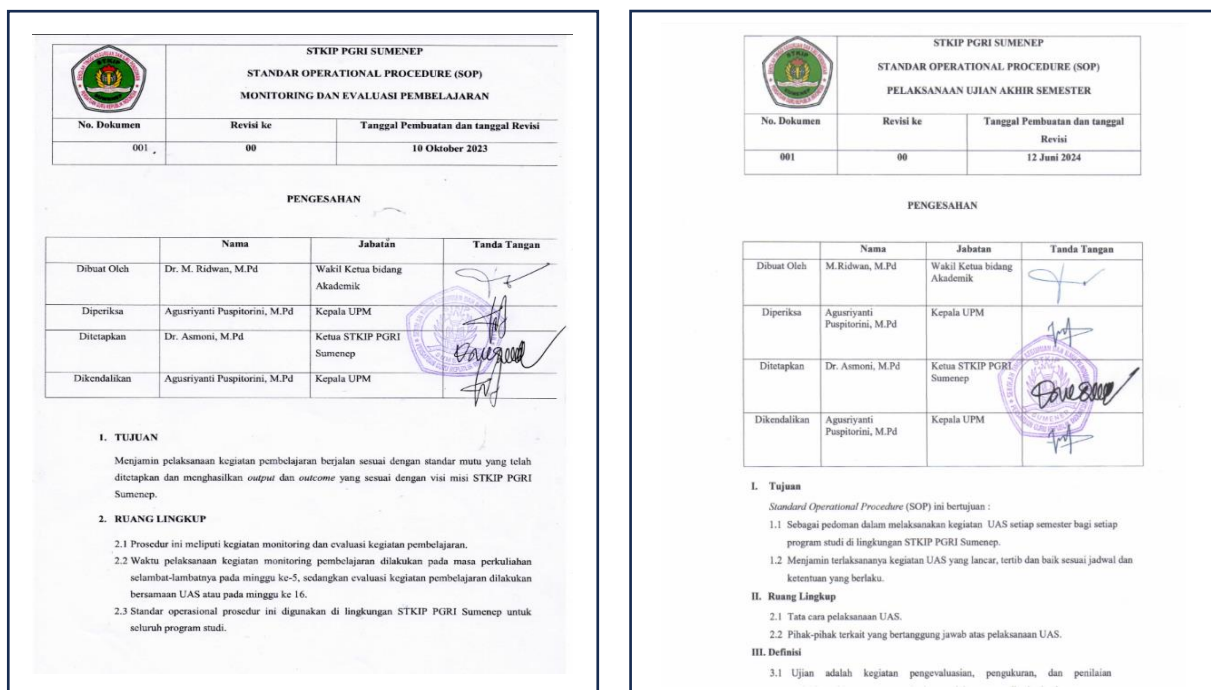 STKIP PGRI SUMENEP
STANDAR OPERATIONAL PROCEDURE (SOP)
MONITORING DAN EVALUASI PEMBELAJARAN
No. Dokumen Revisi ke Tanggal Pembuatan dan tanggal Revisi
001 00 10 Oktober 2023
PENGESAHAN
Nama Jabatan Tanda Tangan
Dibuat Oleh Dr. M. Ridwan, M.Pd Wakil Ketua bidang
Akademik
Diperiksa Agusriyanti Puspitorini, M.Pd Kepala UPM
Ditetapkan Dr. Asmoni, M.Pd Ketua STKIP PGRI
Sumenep
Dikendalikan Agusriyanti Puspitorini, M.Pd Kepala UPM
1. TUJUAN
Menjamin pelaksanaan kegiatan pembelajaran berjalan sesuai dengan standar mutu yang telah
ditetapkan dan menghasilkan output dan outcome yang sesuai dengan visi misi STKIP PGRI
Sumenep.
2. RUANG LINGKUP
2.1 Prosedur ini meliputi kegiatan monitoring dan evaluasi kegiatan pembelajaran.
2.2 Waktu pelaksanaan kegiatan monitoring pembelajaran dilakukan pada masa perkuliahan
selambat-lambatnya pada minggu ke-5, sedangkan evaluasi kegiatan pembelajaran dilakukan
bersamaan UAS atau pada minggu ke 16.
2.3 Standar operasional prosedur ini digunakan di lingkungan STKIP PGRI Sumenep untuk
seluruh program studi.
STKIP PGRI SUMENEP
STANDAR OPERATIONAL PROCEDURE (SOP)
PELAKSANAAN UJIAN AKHIR SEMESTER
No. Dokumen Revisi ke Tanggal Pembuatan dan tanggal
Revisi
001 00 12 Juni 2024
PENGESAHAN
Nama Jabatan Tanda Tangan
Dibuat Oleh M.Ridwan, M.Pd Wakil Ketua bidang
Akademik
Diperiksa Agusriyanti Kepala UPM
Puspitorini, M.Pd
Ditetapkan Dr. Asmoni, M.Pd Ketua STKIP PGRI
Sumenep
Dikendalikan Agusriyanti Kepala UPM
Puspitorini, M.Pd
I. Tujuan
Standard Operational Procedure (SOP) ini bertujuan :
1.1 Sebagai pedoman dalam melaksanakan kegiatan UAS setiap semester bagi setiap
program studi di lingkungan STKIP PGRI Sumenep.
1.2 Menjamin terlaksananya kegiatan UAS yang lancar, tertib dan baik sesuai jadwal dan
ketentuan yang berlaku.
II. Ruang Lingkup
2.1 Tata cara pelaksanaan UAS.
2.2 Pihak-pihak terkait yang bertanggung jawab atas pelaksanaan UAS.
III. Definisi
3.1 Ujian adalah kegiatan pengevaluasian, pengukuran, dan penilaian